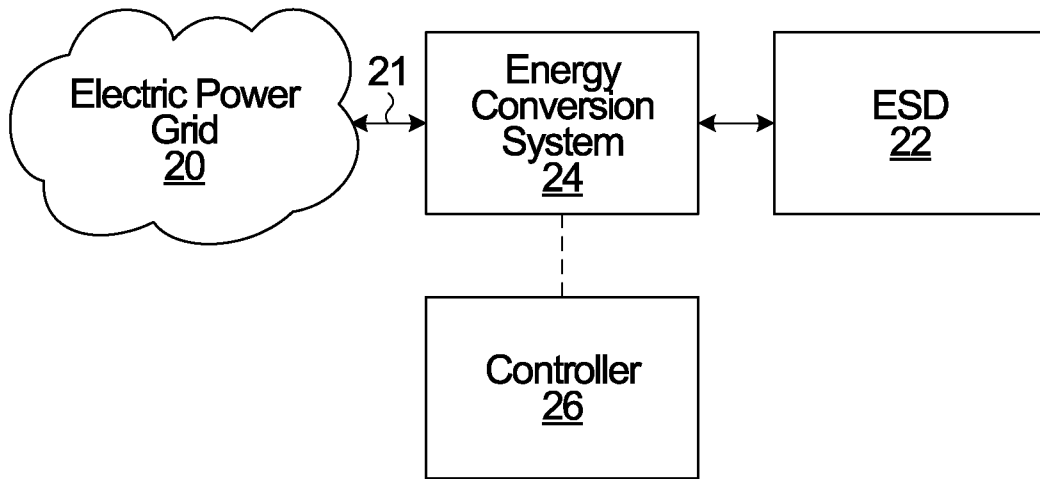 Electric Power
Grid
20
21
Energy
Conversion
System
24
ESD
22
Controller
26